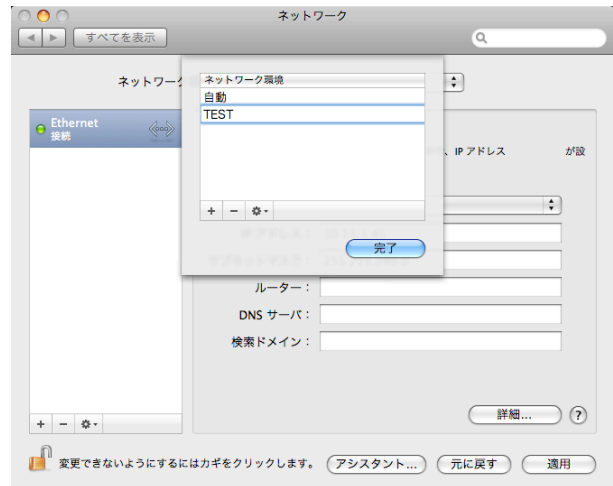 ネットワーク
すべてを表示
ネットワーク
ネットワーク環境
自動
TEST
Ethernet
接続
、IP アドレス が設
完了
ルーター：
DNS サーバ：
検索ドメイン：
詳細... ?
変更できないようにするにはカギをクリックします。 アシスタント... 元に戻す 適用